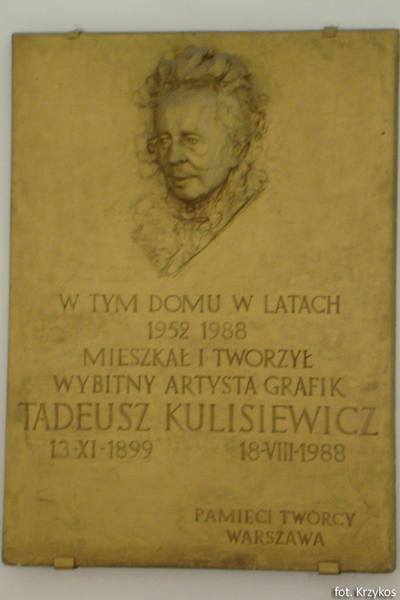 W TYM DOMU W LATACH
1952 1988
MIESZKAŁ I TWORZYŁ
WYBITNY ARTYSTA GRAFIK
TADEUSZ KULISIEWICZ
13·XI·1899 18·VIII·1988
PAMIĘCI TWÓRCY
WARSZAWA
fot. Krzykos